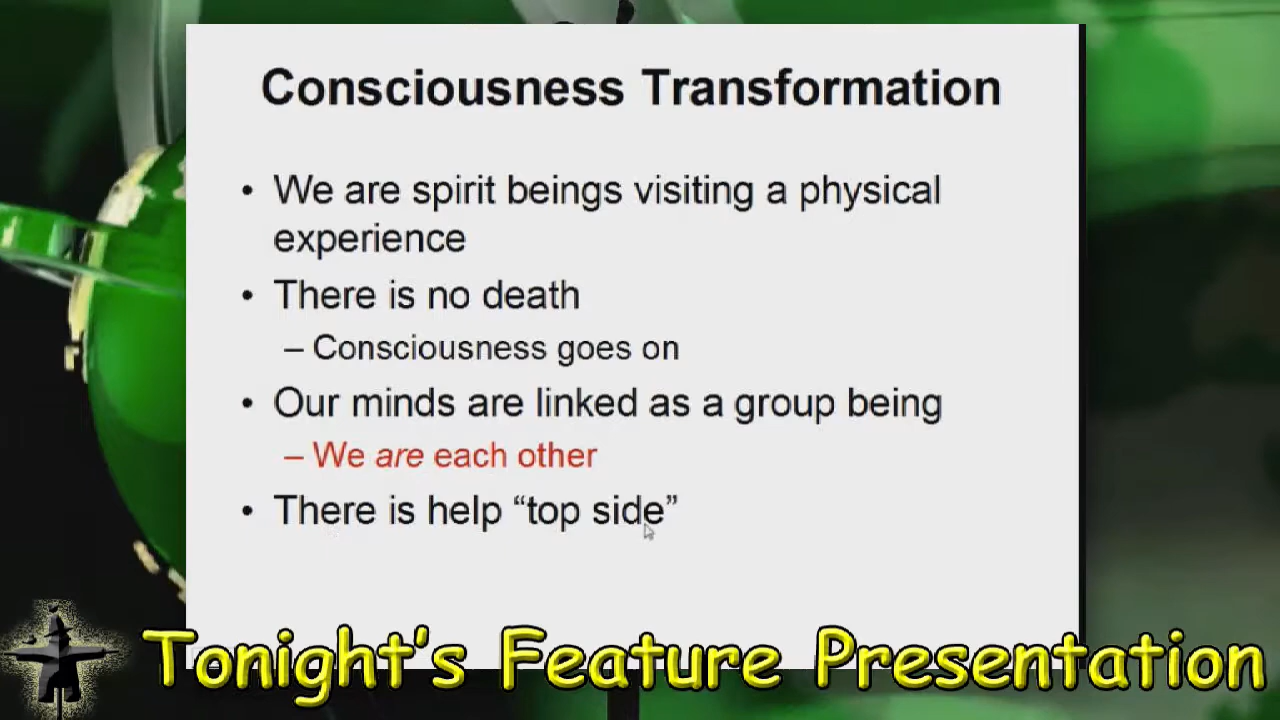 Consciousness Transformation
• We are spirit beings visiting a physical
experience
• There is no death
– Consciousness goes on
• Our minds are linked as a group being
– We are each other
• There is help “top side”
Tonight's Feature Presentation